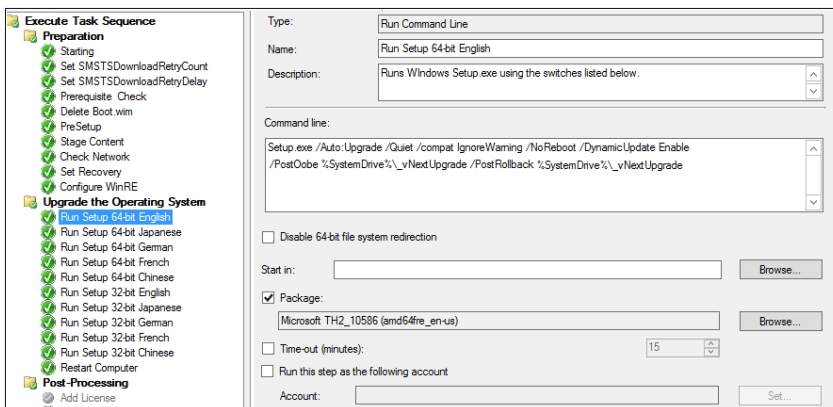 Execute Task Sequence
Preparation
Starting
Set SMSTSDownloadRetryCount
Set SMSTSDownloadRetryDelay
Prerequisite Check
Delete Boot.wim
PreSetup
Stage Content
Check Network
Set Recovery
Configure WinRE
Upgrade the Operating System
Run Setup 64-bit English
Run Setup 64-bit Japanese
Run Setup 64-bit German
Run Setup 64-bit French
Run Setup 64-bit Chinese
Run Setup 32-bit English
Run Setup 32-bit Japanese
Run Setup 32-bit German
Run Setup 32-bit French
Run Setup 32-bit Chinese
Restart Computer
Post-Processing
Add License
Type: Run Command Line
Name: Run Setup 64-bit English
Description: Runs WIndows Setup.exe using the switches listed below.
Command line:
Setup.exe /Auto:Upgrade /Quiet /compat IgnoreWarning /NoReboot /DynamicUpdate Enable
/PostOobe %SystemDrive%\_vNextUpgrade /PostRollback %SystemDrive%\_vNextUpgrade
Disable 64-bit file system redirection
Start in: Browse...
Package:
Microsoft TH2_10586 (amd64fre_en-us) Browse...
Time-out (minutes): 15
Run this step as the following account
Account: Set...